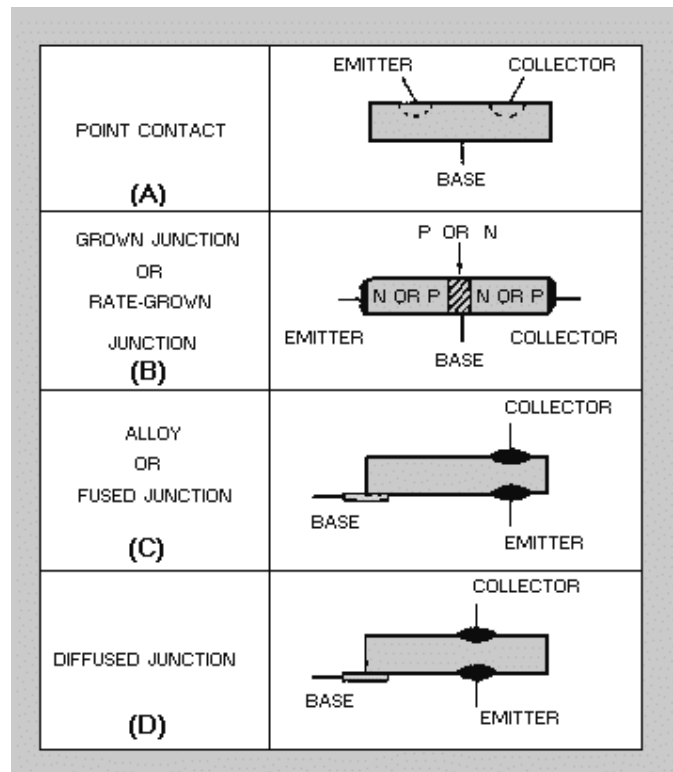 EMITTER COLLECTOR
POINT CONTACT
BASE
(A)
GROWN JUNCTION
OR
RATE-GROWN
JUNCTION
(B)
P OR N
N OR P N OR P
EMITTER COLLECTOR
BASE
ALLOY
OR
FUSED JUNCTION
(C)
COLLECTOR
BASE
EMITTER
DIFFUSED JUNCTION
(D)
COLLECTOR
BASE
EMITTER